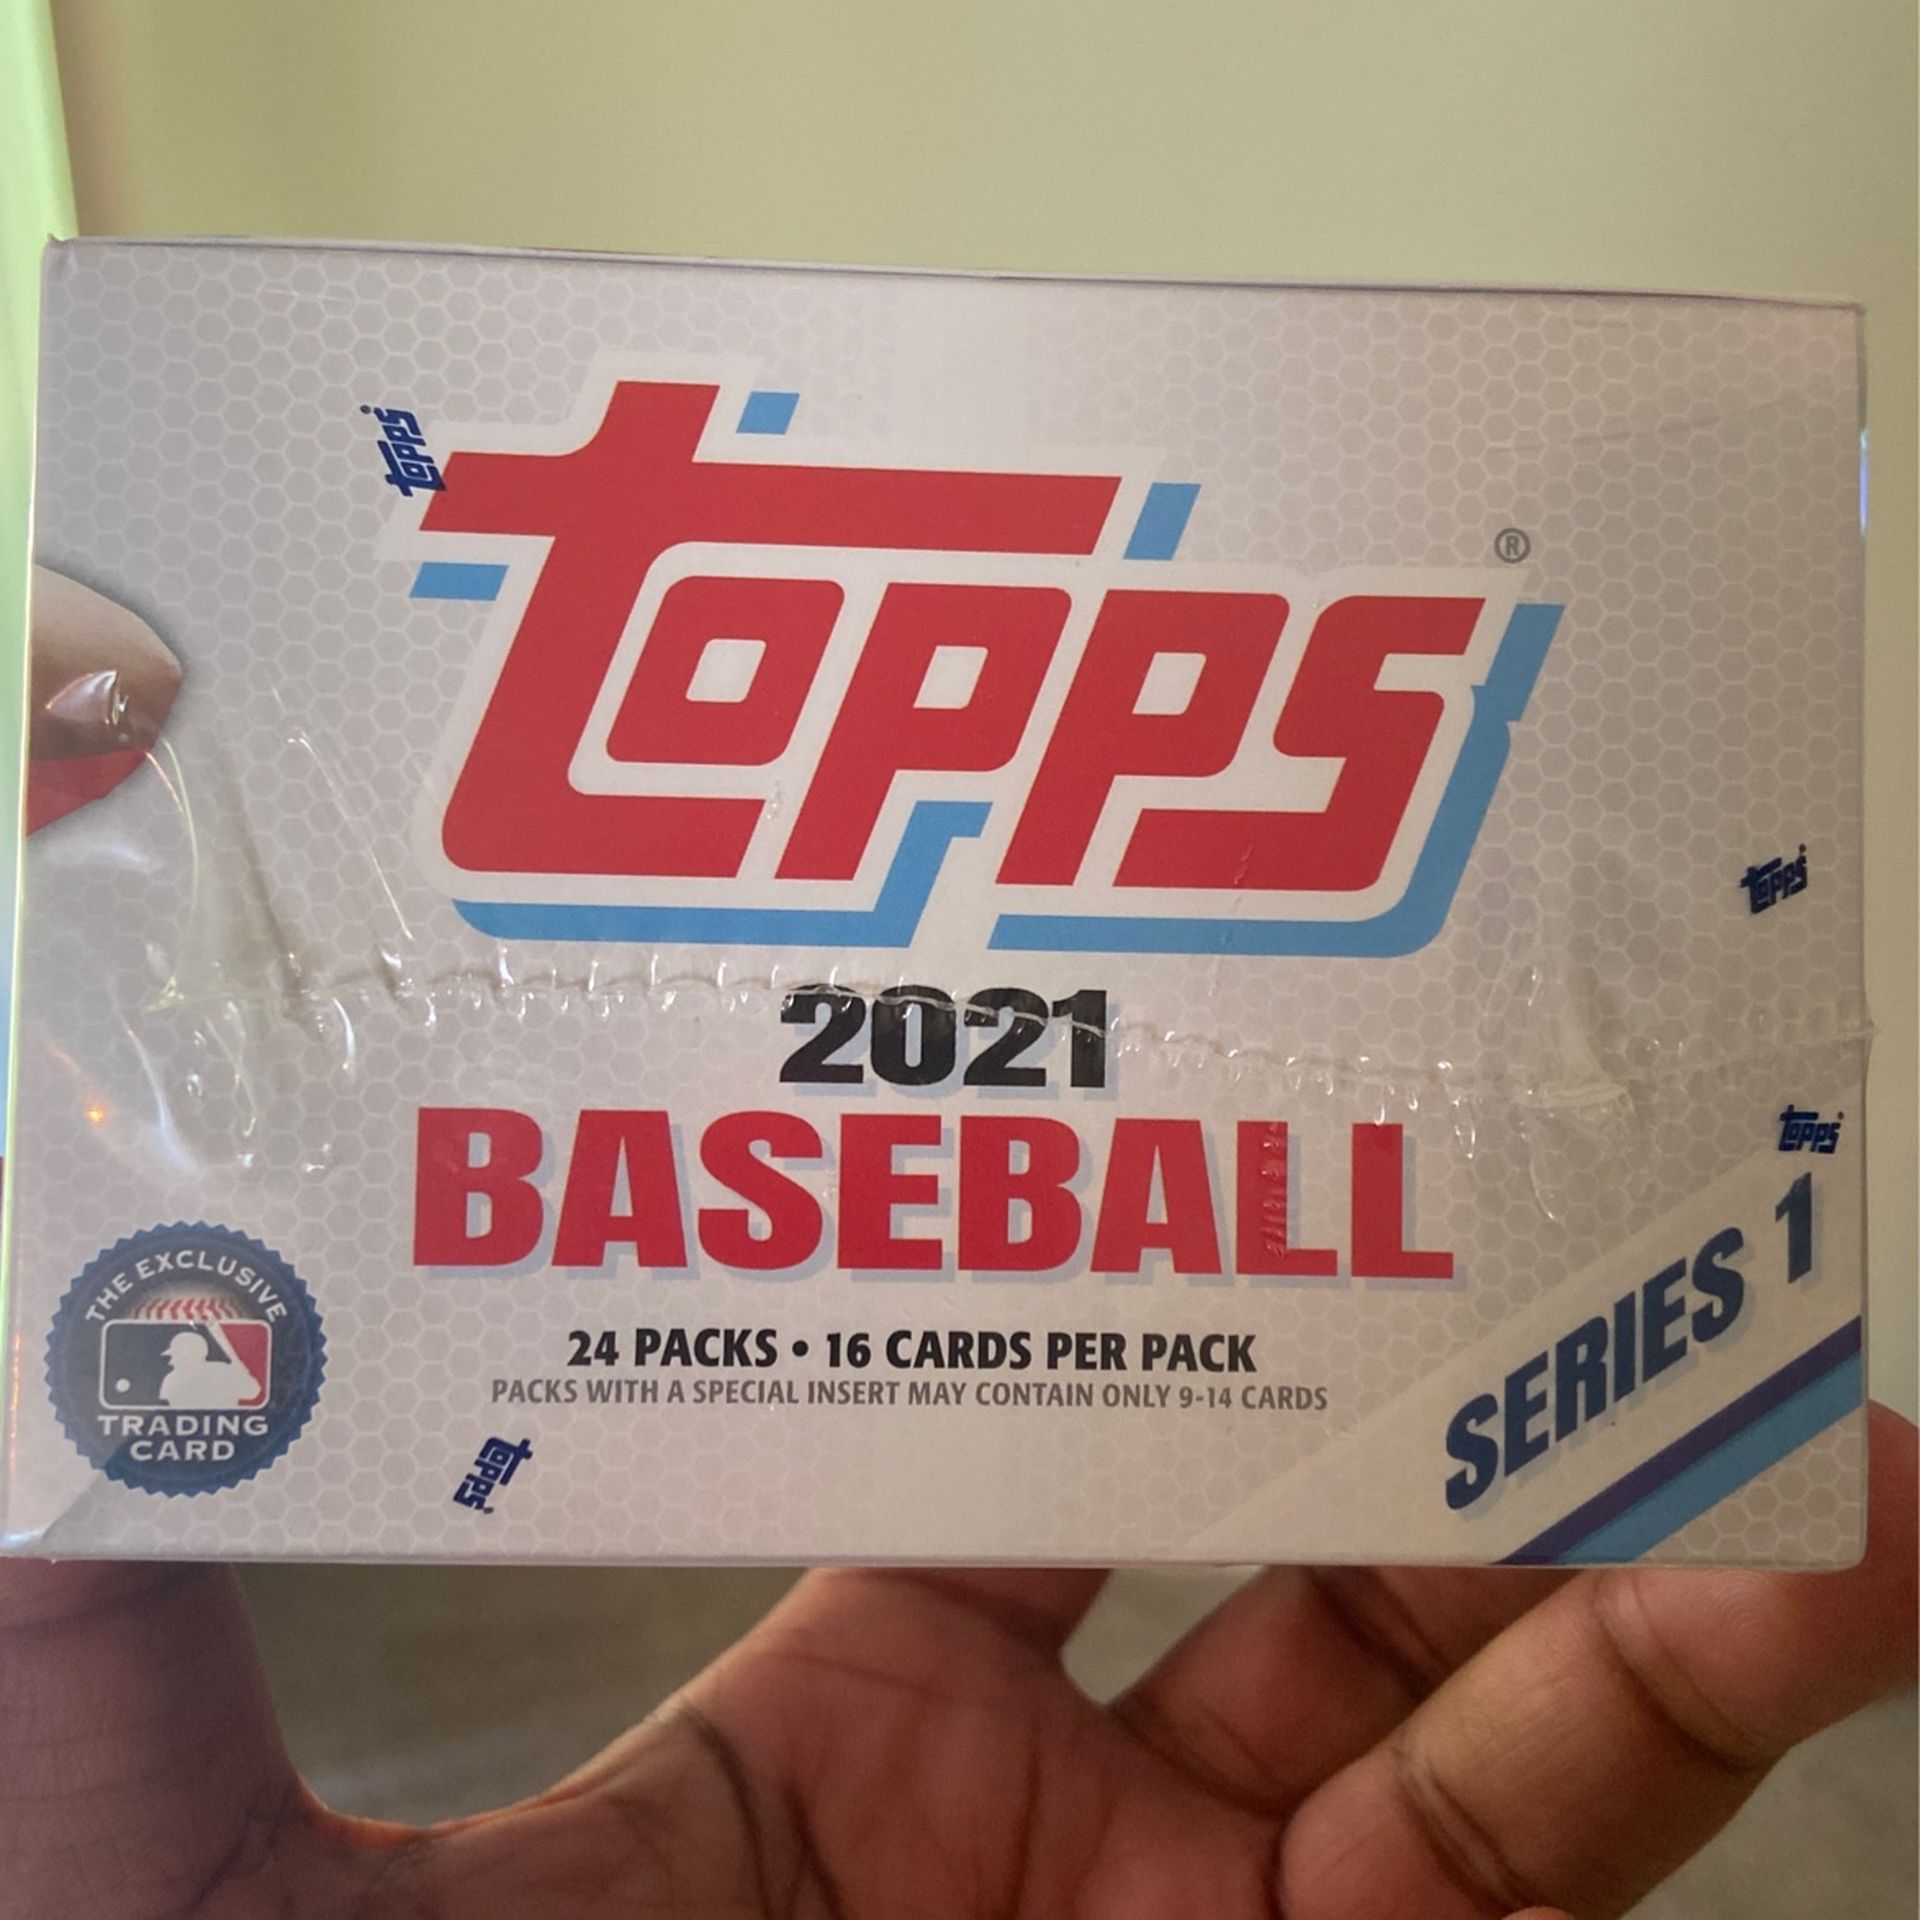 topps
topps®
2021
BASEBALL
topps
topps
SERIES 1
24 PACKS • 16 CARDS PER PACK
PACKS WITH A SPECIAL INSERT MAY CONTAIN ONLY 9-14 CARDS
THE EXCLUSIVE
TRADING
CARD
topps